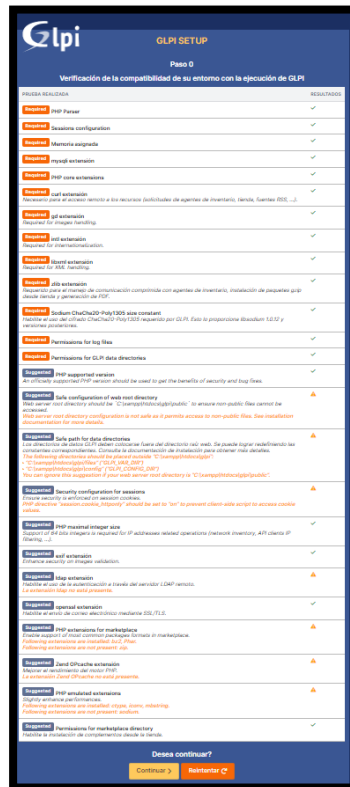 Glpi
GLPI SETUP
Paso 0
Verificación de la compatibilidad de su entorno con la ejecución de GLPI
PRUEBA REALIZADA RESULTADOS
Required PHP Parser
Required Sessions configuration
Required Memoria asignada
Required mysqli extensión
Required PHP core extensions
Required curl extensión
Necesario para el acceso remoto a los recursos (solicitudes de agentes de inventario, tienda, fuentes RSS, ...).
Required gd extensión
Required for images handling.
Required intl extensión
Required for internationalization.
Required libxml extensión
Required for XML handling.
Required zlib extensión
Requerido para el manejo de comunicación comprimida con agentes de inventario, instalación de paquetes gzip
desde tienda y generación de PDF.
Required Sodium ChaCha20-Poly1305 size constant
Habilite el uso del cifrado ChaCha20-Poly1305 requerido por GLPI. Esto lo proporciona libsodium 1.0.12 y
versiones posteriores.
Required Permissions for log files
Required Permissions for GLPI data directories
Suggested PHP supported version
An officially supported PHP version should be used to get the benefits of security and bug fixes.
Suggested Safe configuration of web root directory
Web server root directory should be `C:\xampp\htdocs\glpi\public` to ensure non-public files cannot be
accessed.
Web server root directory configuration is not safe as it permits access to non-public files. See installation
documentation for more details.
Suggested Safe path for data directories
Los directorios de datos GLPI deben colocarse fuera del directorio raíz web. Se puede lograr redefiniendo las
constantes correspondientes. Consulte la documentación de instalación para obtener más detalles.
The following directories should be placed outside "C:\xampp\htdocs\glpi":
‣ "C:\xampp\htdocs\glpi/files" ("GLPI_VAR_DIR")
‣ "C:\xampp\htdocs\glpi/config" ("GLPI_CONFIG_DIR")
You can ignore this suggestion if your web server root directory is "C:\xampp\htdocs\glpi\public".
Suggested Security configuration for sessions
Ensure security is enforced on session cookies.
PHP directive "session.cookie_httponly" should be set to "on" to prevent client-side script to access cookie
values.
Suggested PHP maximal integer size
Support of 64 bits integers is required for IP addresses related operations (network inventory, API clients IP
filtering, ...).
Suggested exif extensión
Enhance security on images validation.
Suggested ldap extensión
Habilite el uso de la autenticación a través del servidor LDAP remoto.
La extensión ldap no está presente.
Suggested openssl extensión
Habilite el envío de correo electrónico mediante SSL/TLS.
Suggested PHP extensions for marketplace
Enable support of most common packages formats in marketplace.
Following extensions are installed: bz2, Phar.
Following extensions are not present: zip.
Suggested Zend OPcache extensión
Mejorar el rendimiento del motor PHP.
La extensión Zend OPcache no está presente.
Suggested PHP emulated extensions
Slightly enhance performances.
Following extensions are installed: ctype, iconv, mbstring.
Following extensions are not present: sodium.
Suggested Permissions for marketplace directory
Habilite la instalación de complementos desde la tienda.
Desea continuar?
Continuar Reintentar